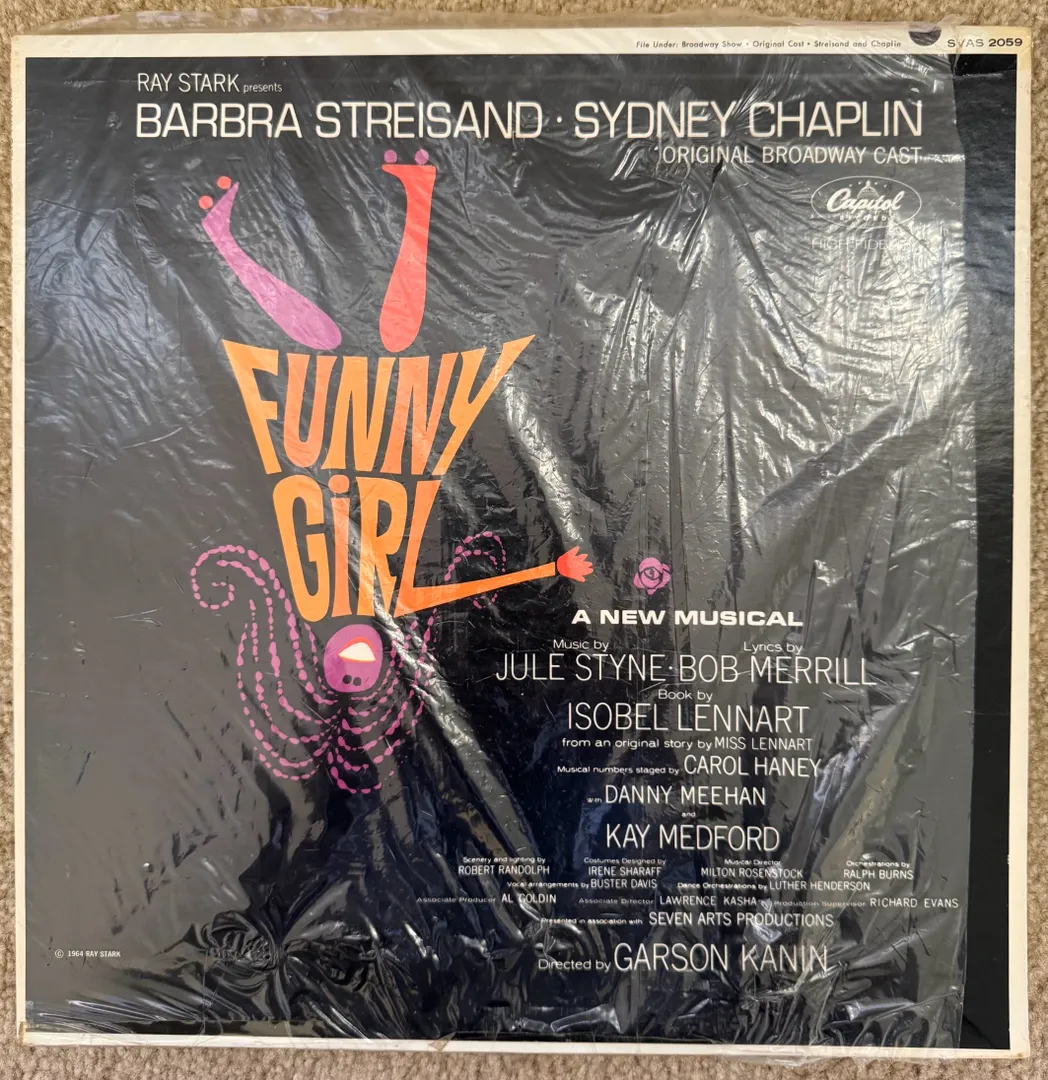 File Under: Broadway Show • Original Cast • Streisand and Chaplin
SVAS 2059
RAY STARK presents
BARBRA STREISAND · SYDNEY CHAPLIN
ORIGINAL BROADWAY CAST
Capitol
records
HIGH FIDELITY
FUNNY
GiRL
A NEW MUSICAL
Music by Lyrics by
JULE STYNE · BOB MERRILL
Book by
ISOBEL LENNART
from an original story by MISS LENNART
Musical numbers staged by CAROL HANEY
with DANNY MEEHAN
and
KAY MEDFORD
Scenery and lighting by Costumes Designed by Musical Director Orchestrations by
ROBERT RANDOLPH IRENE SHARAFF MILTON ROSENSTOCK RALPH BURNS
Vocal arrangements by BUSTER DAVIS Dance Orchestrations by LUTHER HENDERSON
Associate Producer AL GOLDIN Associate Director LAWRENCE KASHA Production Supervisor RICHARD EVANS
Presented in association with SEVEN ARTS PRODUCTIONS
© 1964 RAY STARK
Directed by GARSON KANIN